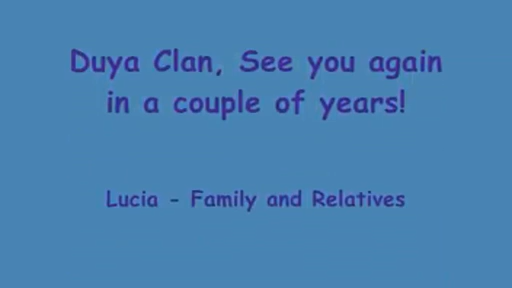 Duya Clan, See you again
in a couple of years!
Lucia - Family and Relatives